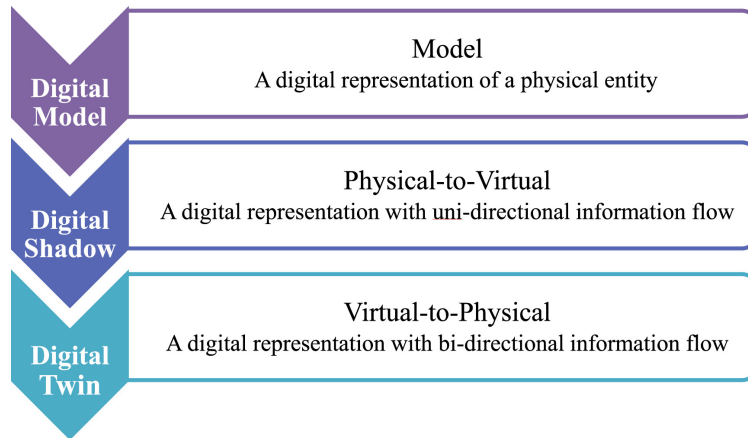 Digital
Model
Model
A digital representation of a physical entity
Digital
Shadow
Physical-to-Virtual
A digital representation with uni-directional information flow
Digital
Twin
Virtual-to-Physical
A digital representation with bi-directional information flow